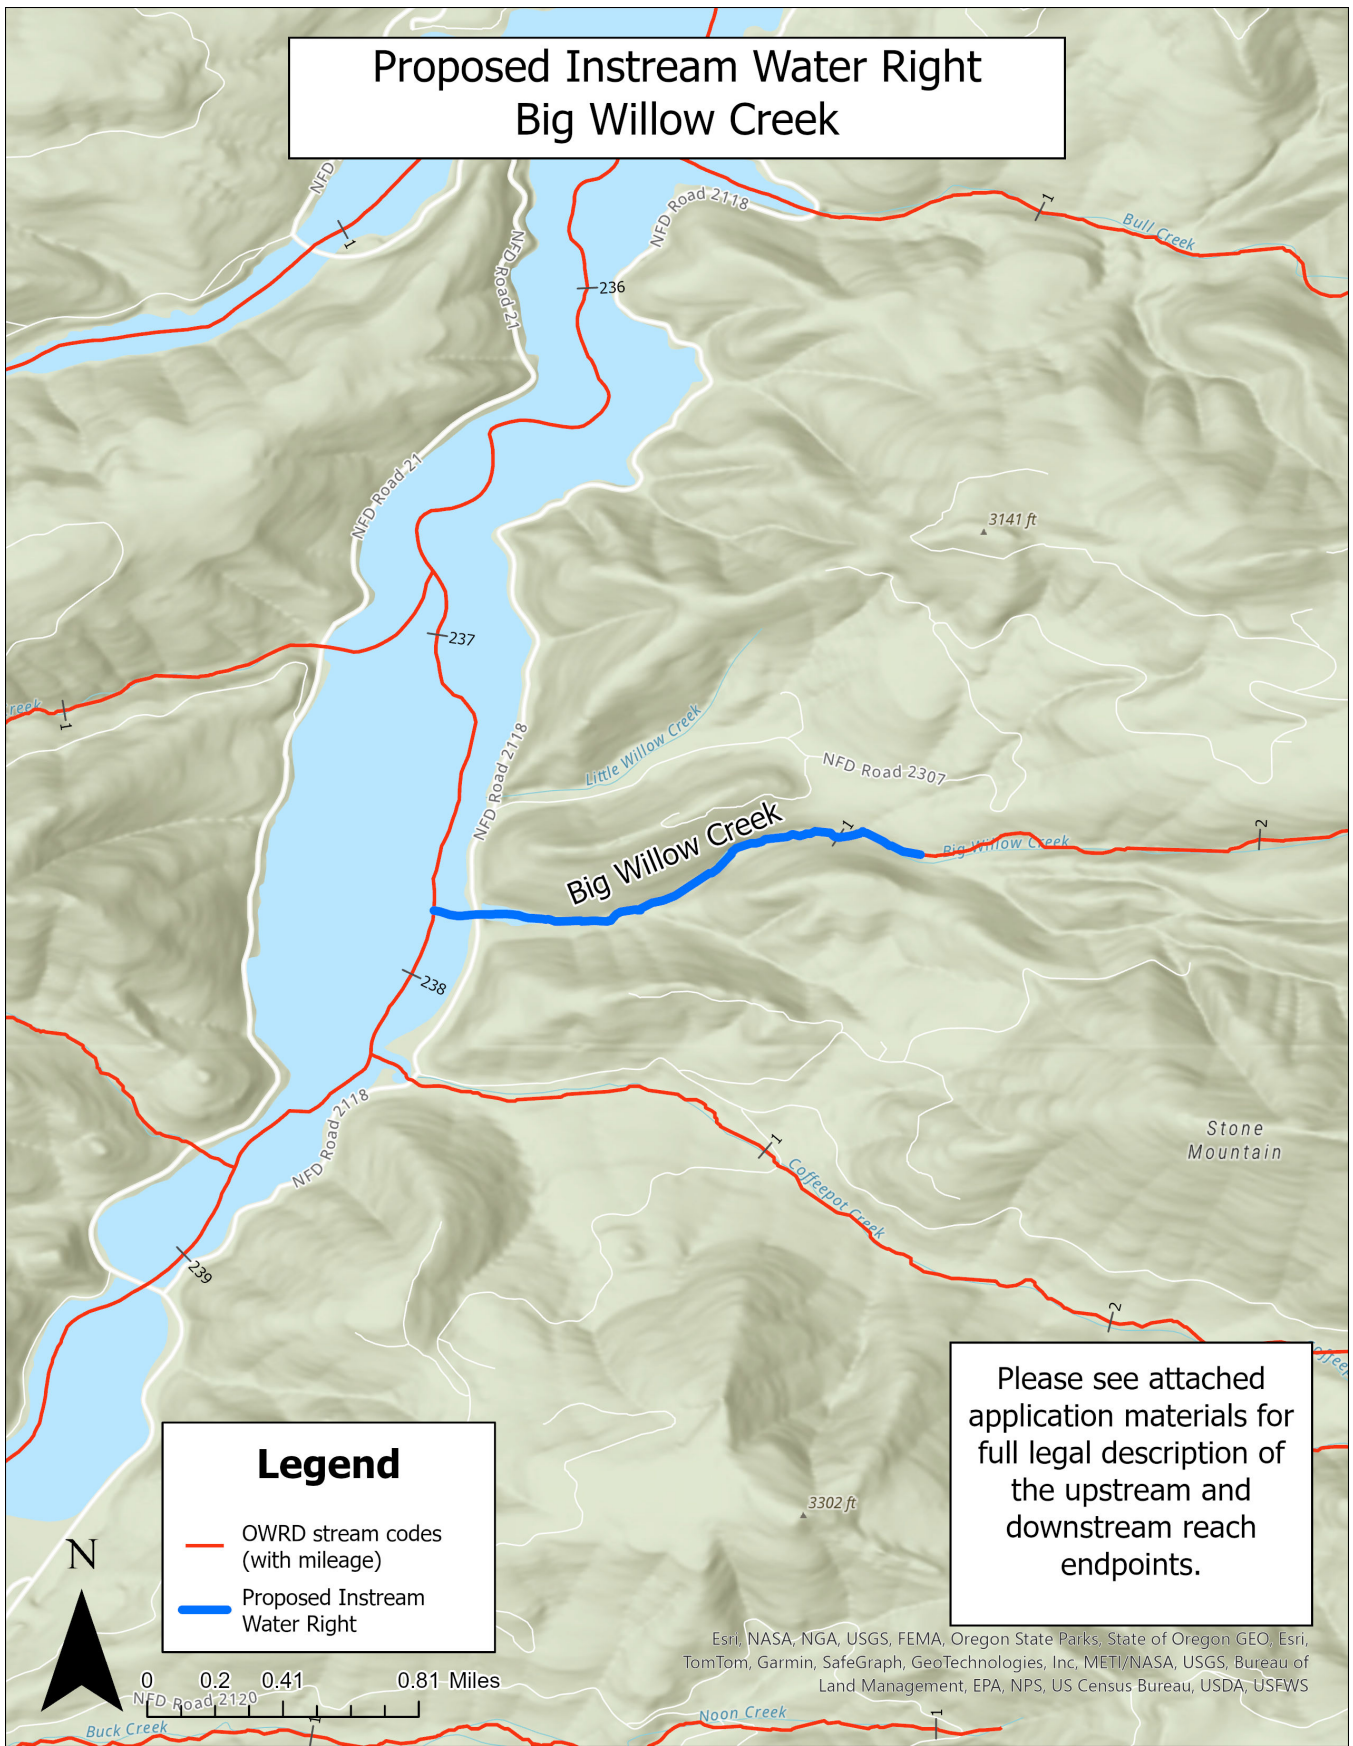 Proposed Instream Water Right
Big Willow Creek
NFD
NFD Road 2118
1
1
Bull Creek
NFD Road 21
236
NFD Road 21
3141 ft
237
reek
1
Little Willow Creek
NFD Road 2118
NFD Road 2307
Big Willow Creek
1
2
Big Willow Creek
238
NFD Road 2118
Stone
Mountain
1
Coffeepot Creek
239
2
offeep
Please see attached
application materials for
full legal description of
the upstream and
downstream reach
endpoints.
Legend
OWRD stream codes
(with mileage)
Proposed Instream
Water Right
3302 ft
N
Esri, NASA, NGA, USGS, FEMA, Oregon State Parks, State of Oregon GEO, Esri,
TomTom, Garmin, SafeGraph, GeoTechnologies, Inc, METI/NASA, USGS, Bureau of
Land Management, EPA, NPS, US Census Bureau, USDA, USFWS
0 0.2 0.41 0.81 Miles
NFD Road 2120
Buck Creek
1
Noon Creek
1